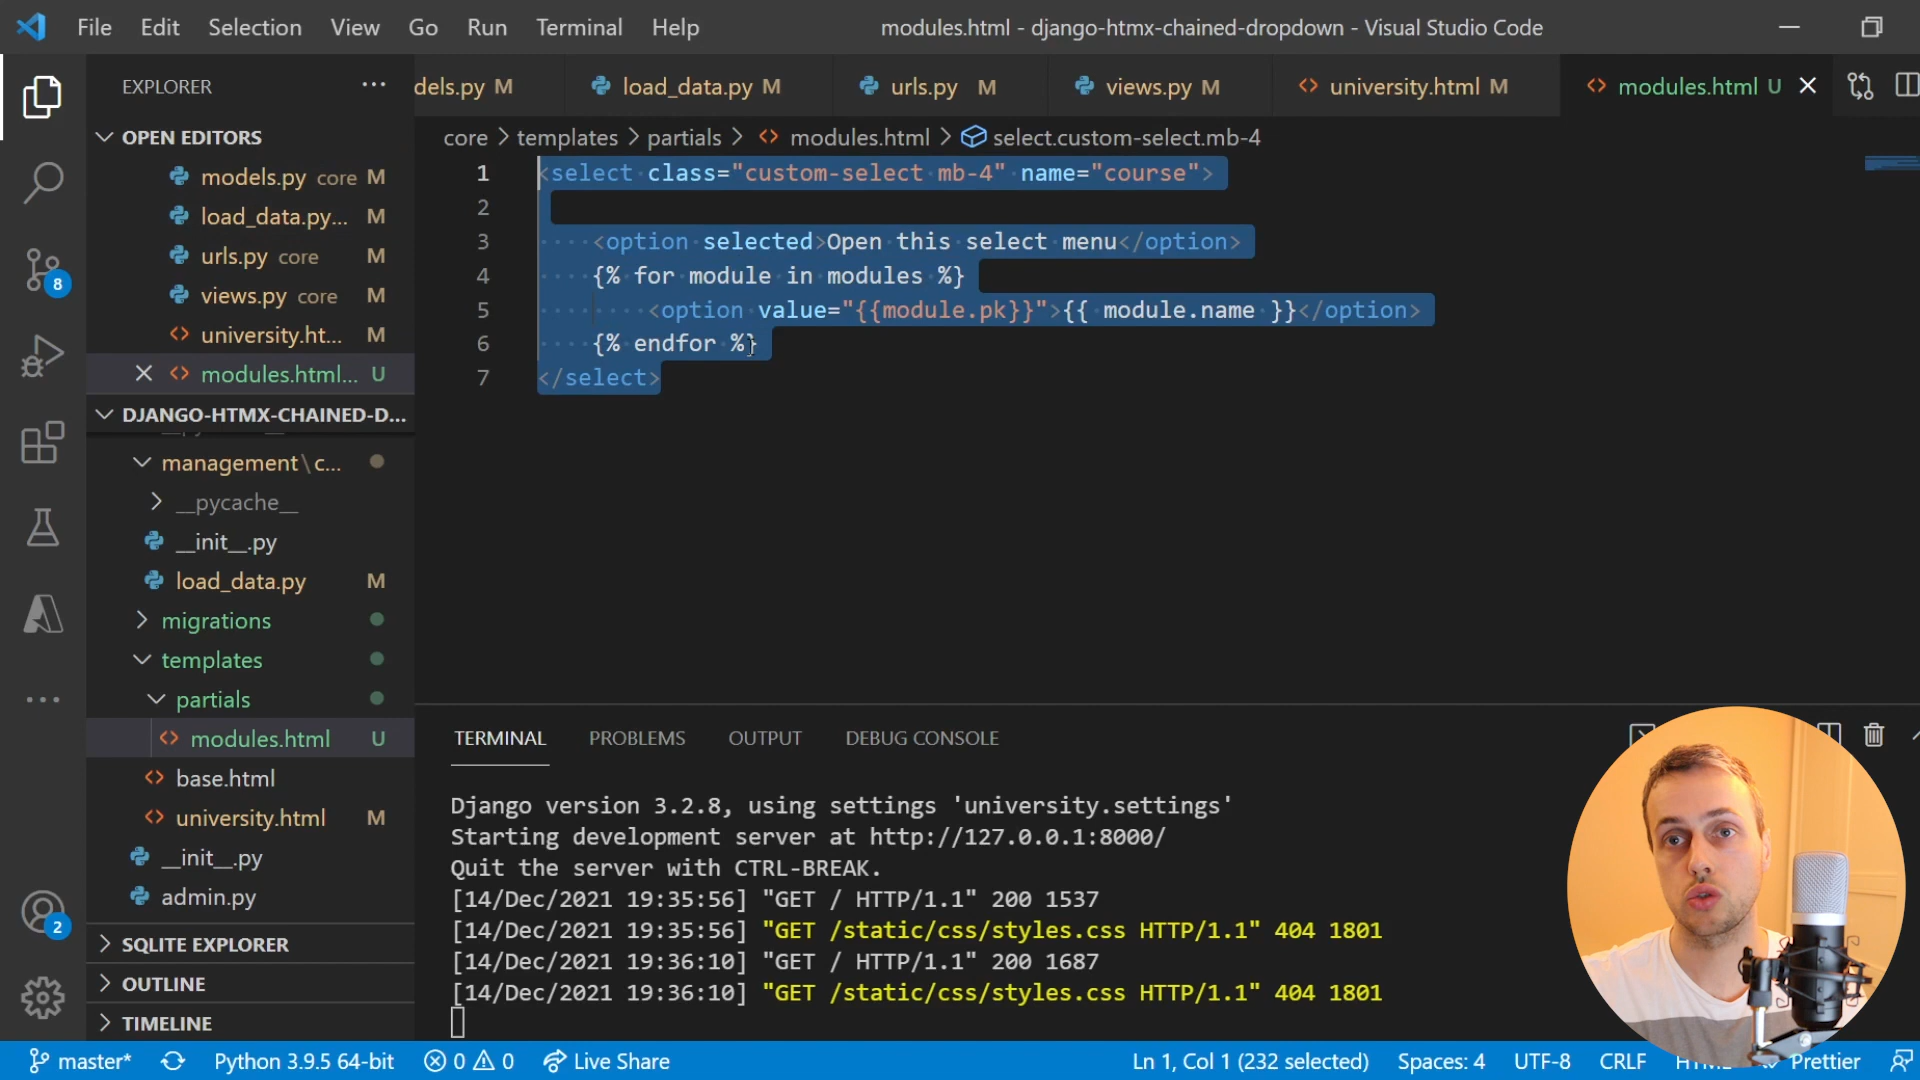 File Edit Selection View Go Run Terminal Help modules.html - django-htmx-chained-dropdown - Visual Studio Code
EXPLORER ...
dels.py M load_data.py M urls.py M views.py M university.html M modules.html U
core > templates > partials > modules.html > select.custom-select.mb-4
OPEN EDITORS
models.py core M
load_data.py... M
urls.py core M
views.py core M
university.ht... M
modules.html... U
DJANGO-HTMX-CHAINED-D...
management\c...
__pycache__
__init__.py
load_data.py M
migrations
templates
partials
modules.html U
base.html
university.html M
__init__.py
admin.py
SQLITE EXPLORER
OUTLINE
TIMELINE
8
2
1 <select class="custom-select mb-4" name="course">
2
3 <option selected>Open this select menu</option>
4 {% for module in modules %}
5 <option value="{{module.pk}}">{{ module.name }}</option>
6 {% endfor %}
7 </select>
TERMINAL PROBLEMS OUTPUT DEBUG CONSOLE
Django version 3.2.8, using settings 'university.settings'
Starting development server at http://127.0.0.1:8000/
Quit the server with CTRL-BREAK.
[14/Dec/2021 19:35:56] "GET / HTTP/1.1" 200 1537
[14/Dec/2021 19:35:56] "GET /static/css/styles.css HTTP/1.1" 404 1801
[14/Dec/2021 19:36:10] "GET / HTTP/1.1" 200 1687
[14/Dec/2021 19:36:10] "GET /static/css/styles.css HTTP/1.1" 404 1801
master* Python 3.9.5 64-bit 0 0 Live Share Ln 1, Col 1 (232 selected) Spaces: 4 UTF-8 CRLF Prettier